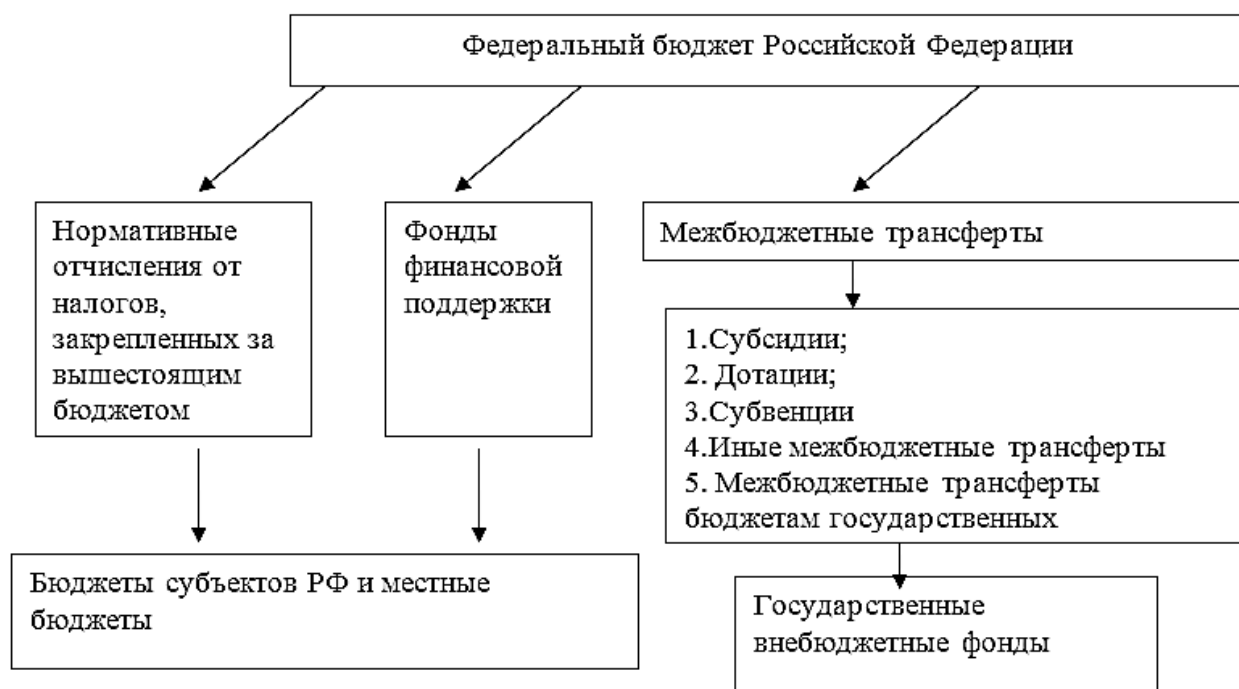 Федеральный бюджет Российской Федерации
Нормативные
отчисления от
налогов,
закрепленных за
вышестоящим
бюджетом
Фонды
финансовой
поддержки
Межбюджетные трансферты
1.Субсидии;
2. Дотации;
3.Субвенции
4.Иные межбюджетные трансферты
5. Межбюджетные трансферты
бюджетам государственных
Бюджеты субъектов РФ и местные
бюджеты
Государственные
внебюджетные фонды